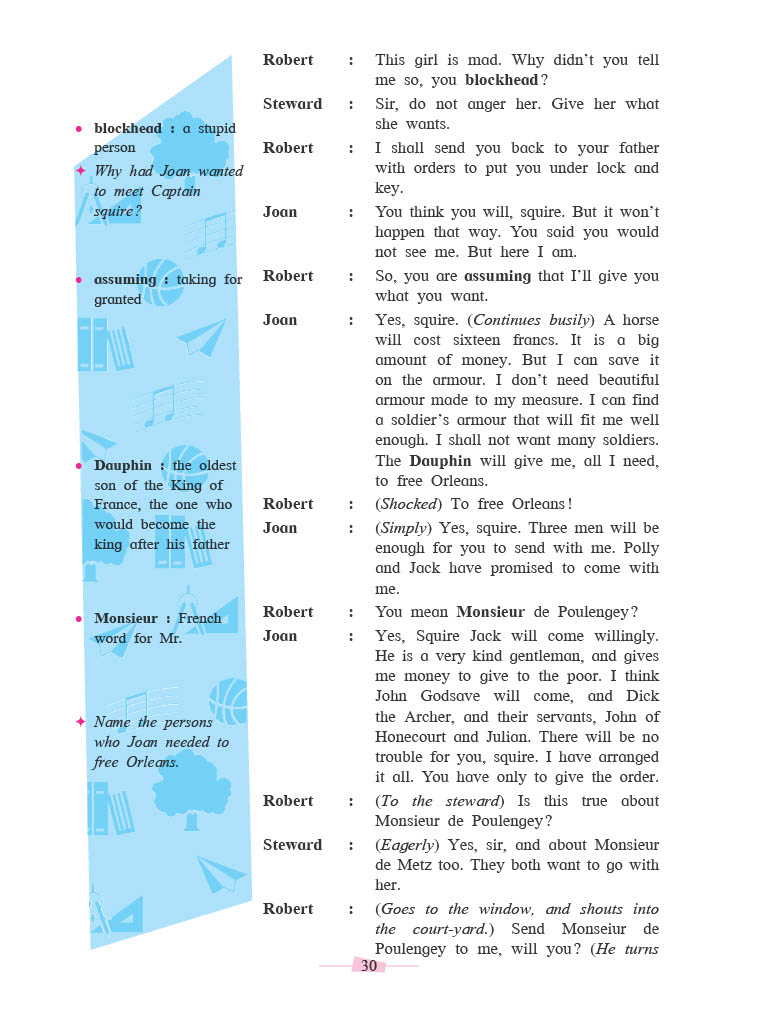 Robert : This girl is mad. Why didn't you tell
me so, you blockhead?
Steward : Sir, do not anger her. Give her what
she wants.
Robert : I shall send you back to your father
with orders to put you under lock and
key.
Joan : You think you will, squire. But it won't
happen that way. You said you would
not see me. But here I am.
Robert : So, you are assuming that I'll give you
what you want.
Joan : Yes, squire. (Continues busily) A horse
will cost sixteen francs. It is a big
amount of money. But I can save it
on the armour. I don't need beautiful
armour made to my measure. I can find
a soldier's armour that will fit me well
enough. I shall not want many soldiers.
The Dauphin will give me, all I need,
to free Orleans.
Robert : (Shocked) To free Orleans!
Joan : (Simply) Yes, squire. Three men will be
enough for you to send with me. Polly
and Jack have promised to come with
me.
Robert : You mean Monsieur de Poulengey?
Joan : Yes, Squire Jack will come willingly.
He is a very kind gentleman, and gives
me money to give to the poor. I think
John Godsave will come, and Dick
the Archer, and their servants, John of
Honecourt and Julian. There will be no
trouble for you, squire. I have arranged
it all. You have only to give the order.
Robert : (To the steward) Is this true about
Monsieur de Poulengey?
Steward : (Eagerly) Yes, sir, and about Monsieur
de Metz too. They both want to go with
her.
Robert : (Goes to the window, and shouts into
the court-yard.) Send Monseiur de
Poulengey to me, will you? (He turns
• blockhead : a stupid
person
✦ Why had Joan wanted
to meet Captain
squire?
• assuming : taking for
granted
• Dauphin : the oldest
son of the King of
France, the one who
would become the
king after his father
• Monsieur : French
word for Mr.
✦ Name the persons
who Joan needed to
free Orleans.
30